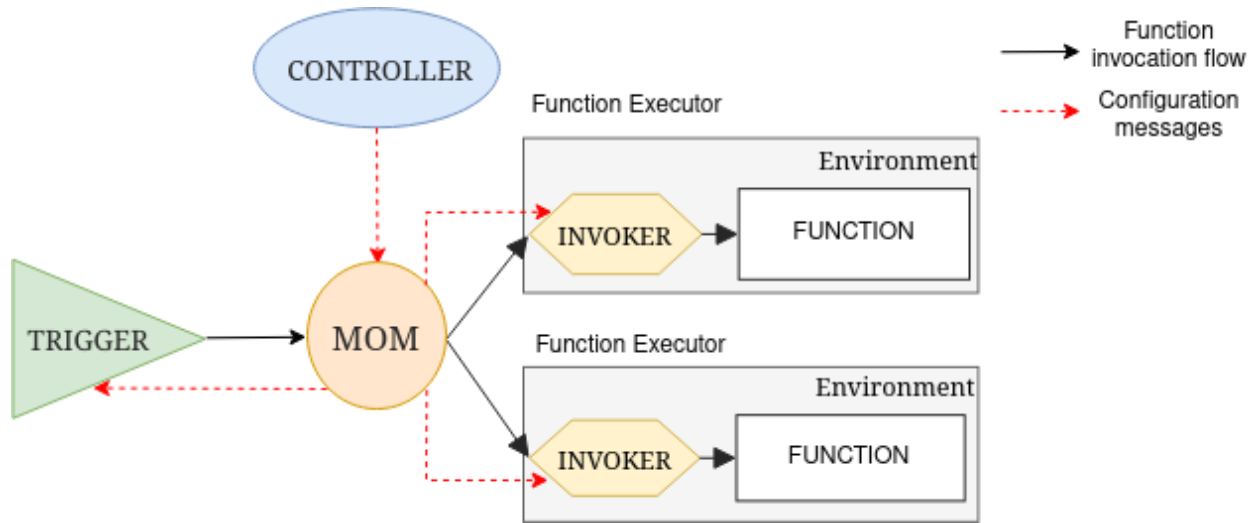 CONTROLLER
Function
invocation flow
Configuration
messages
Function Executor
Environment
INVOKER
FUNCTION
TRIGGER
MOM
Function Executor
Environment
INVOKER
FUNCTION